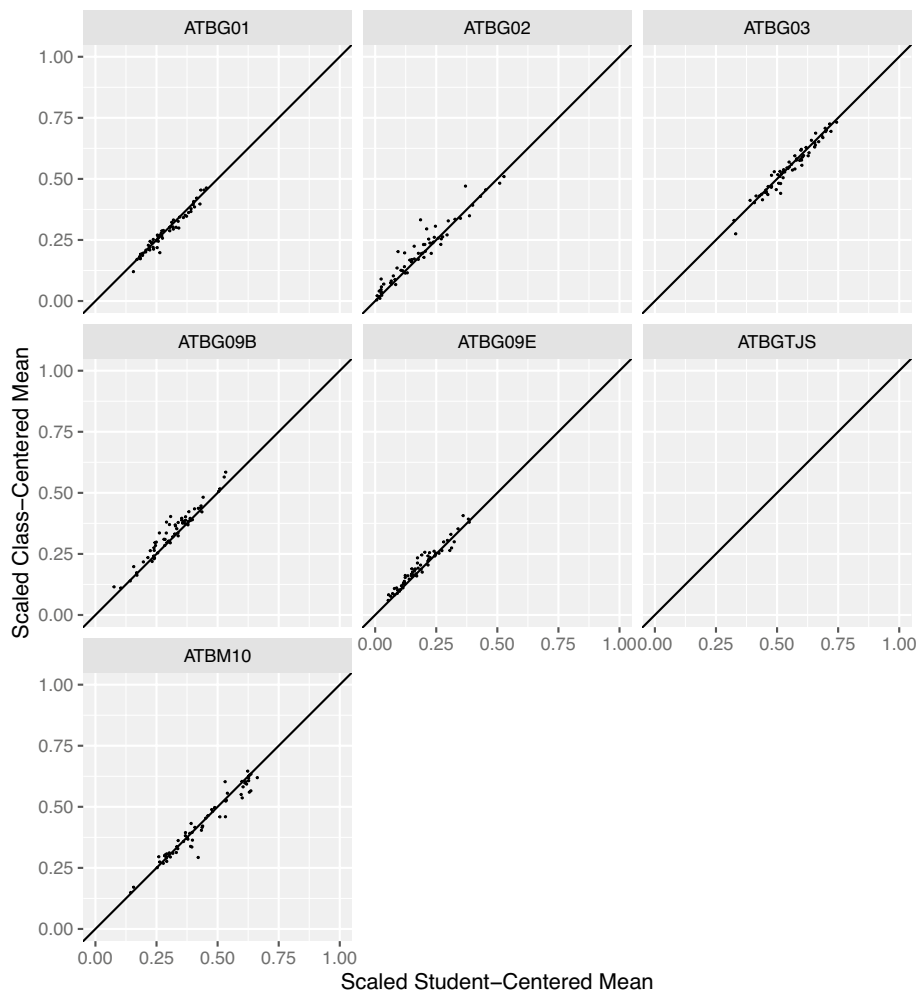 ATBG01
ATBG02
ATBG03
1.00
0.75
0.50
0.25
0.00
ATBG09B
ATBG09E
ATBGTJS
1.00
0.75
0.50
0.25
0.00
0.00 0.25 0.50 0.75 1.00
0.00 0.25 0.50 0.75 1.00
ATBM10
1.00
0.75
0.50
0.25
0.00
0.00 0.25 0.50 0.75 1.00
Scaled Class−Centered Mean
Scaled Student−Centered Mean